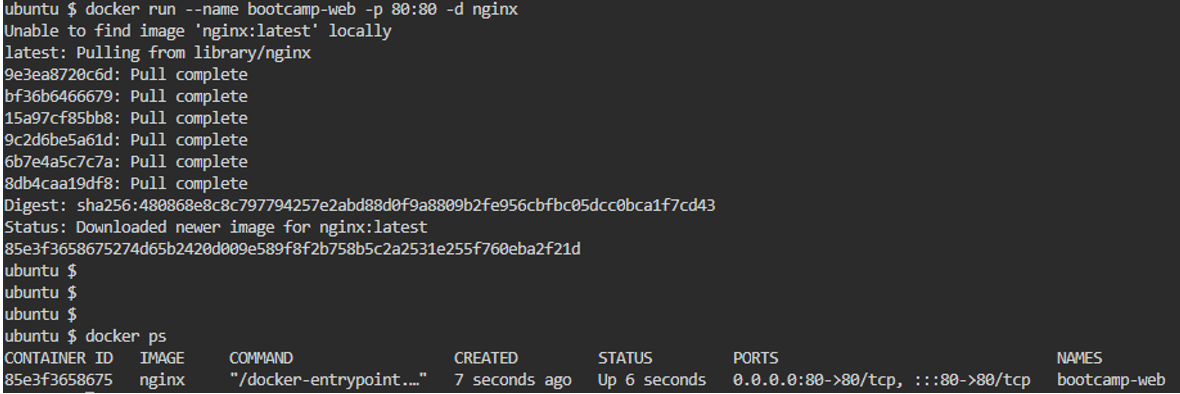 ubuntu $ docker run --name bootcamp-web -p 80:80 -d nginx
Unable to find image 'nginx:latest' locally
latest: Pulling from library/nginx
9e3ea8720c6d: Pull complete
bf36b6466679: Pull complete
15a97cf85bb8: Pull complete
9c2d6be5a61d: Pull complete
6b7e4a5c7c7a: Pull complete
8db4caa19df8: Pull complete
Digest: sha256:480868e8c8c797794257e2abd88d0f9a8809b2fe956cbfbc05dcc0bca1f7cd43
Status: Downloaded newer image for nginx:latest
85e3f3658675274d65b2420d009e589f8f2b758b5c2a2531e255f760eba2f21d
ubuntu $
ubuntu $
ubuntu $
ubuntu $ docker ps
CONTAINER ID   IMAGE     COMMAND                  CREATED         STATUS         PORTS                               NAMES
85e3f3658675   nginx     "/docker-entrypoint.…"   7 seconds ago   Up 6 seconds   0.0.0.0:80->80/tcp, :::80->80/tcp   bootcamp-web